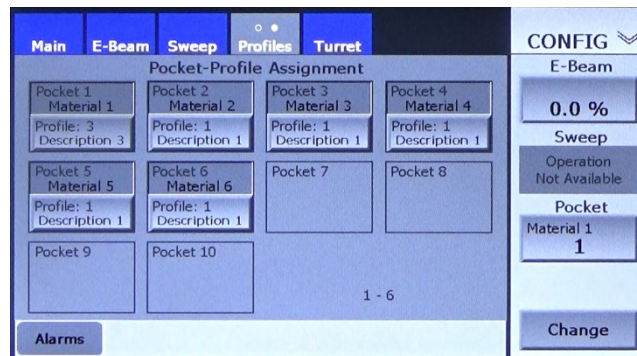 Main E-Beam Sweep Profiles Turret
CONFIG
Pocket-Profile Assignment
E-Beam
0.0 %
Pocket 1
Material 1
Profile: 3
Description 3
Pocket 2
Material 2
Profile: 1
Description 1
Pocket 3
Material 3
Profile: 1
Description 1
Pocket 4
Material 4
Profile: 1
Description 1
Sweep
Operation
Not Available
Pocket 5
Material 5
Profile: 1
Description 1
Pocket 6
Material 6
Profile: 1
Description 1
Pocket 7
Pocket 8
Pocket
Material 1
1
Pocket 9
Pocket 10
1 - 6
Alarms
Change